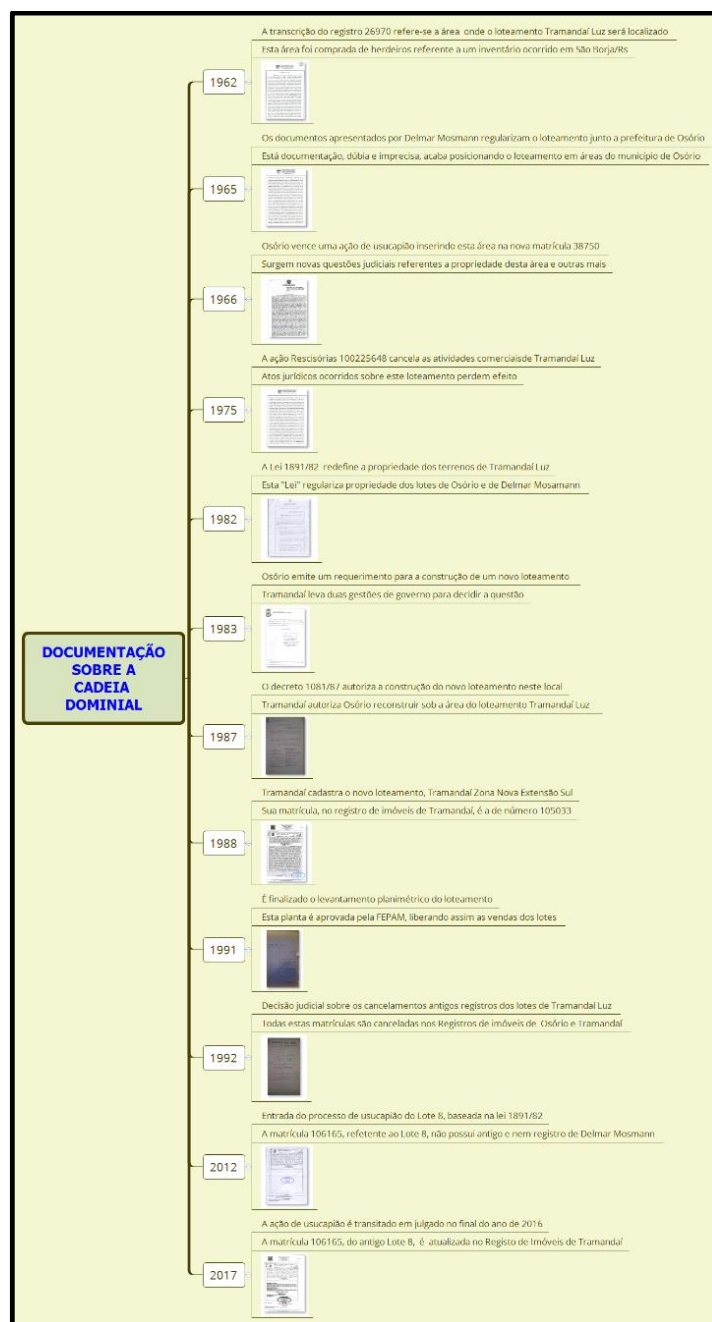 DOCUMENTAÇÃO
SOBRE A
CADEIA
DOMINIAL
1962
A transcrição do registro 26970 refere-se a área onde o loteamento Tramandaí Luz será localizado
Esta área foi comprada de herdeiros referente a um inventário ocorrido em São Borja/Rs
1965
Os documentos apresentados por Delmar Mosmann regularizam o loteamento junto a prefeitura de Osório
Está documentação, dúbia e imprecisa, acaba posicionando o loteamento em áreas do município de Osório
1966
Osório vence uma ação de usucapião inserindo esta área na nova matrícula 38750
Surgem novas questões judiciais referentes a propriedade desta área e outras mais
1975
A ação Rescisórias 100225648 cancela as atividades comerciaisde Tramandaí Luz
Atos jurídicos ocorridos sobre este loteamento perdem efeito
1982
A Lei 1891/82 redefine a propriedade dos terrenos de Tramandaí Luz
Esta "Lei" regulariza propriedade dos lotes de Osório e de Delmar Mosamann
1983
Osório emite um requerimento para a construção de um novo loteamento
Tramandaí leva duas gestões de governo para decidir a questão
1987
O decreto 1081/87 autoriza a construção do novo loteamento neste local
Tramandaí autoriza Osório reconstruir sob a área do loteamento Tramandaí Luz
1988
Tramandaí cadastra o novo loteamento, Tramandaí Zona Nova Extensão Sul
Sua matrícula, no registro de imóveis de Tramandaí, é a de número 105033
1991
É finalizado o levantamento planimétrico do loteamento
Esta planta é aprovada pela FEPAM, liberando assim as vendas dos lotes
1992
Decisão judicial sobre os cancelamentos antigos registros dos lotes de Tramandaí Luz
Todas estas matrículas são canceladas nos Registros de imóveis de Osório e Tramandaí
2012
Entrada do processo de usucapião do Lote 8, baseada na lei 1891/82
A matrícula 106165, refetente ao Lote 8, não possui antigo e nem registro de Delmar Mosmann
2017
A ação de usucapião é transitado em julgado no final do ano de 2016
A matrícula 106165, do antigo Lote 8, é atualizada no Registo de Imóveis de Tramandaí